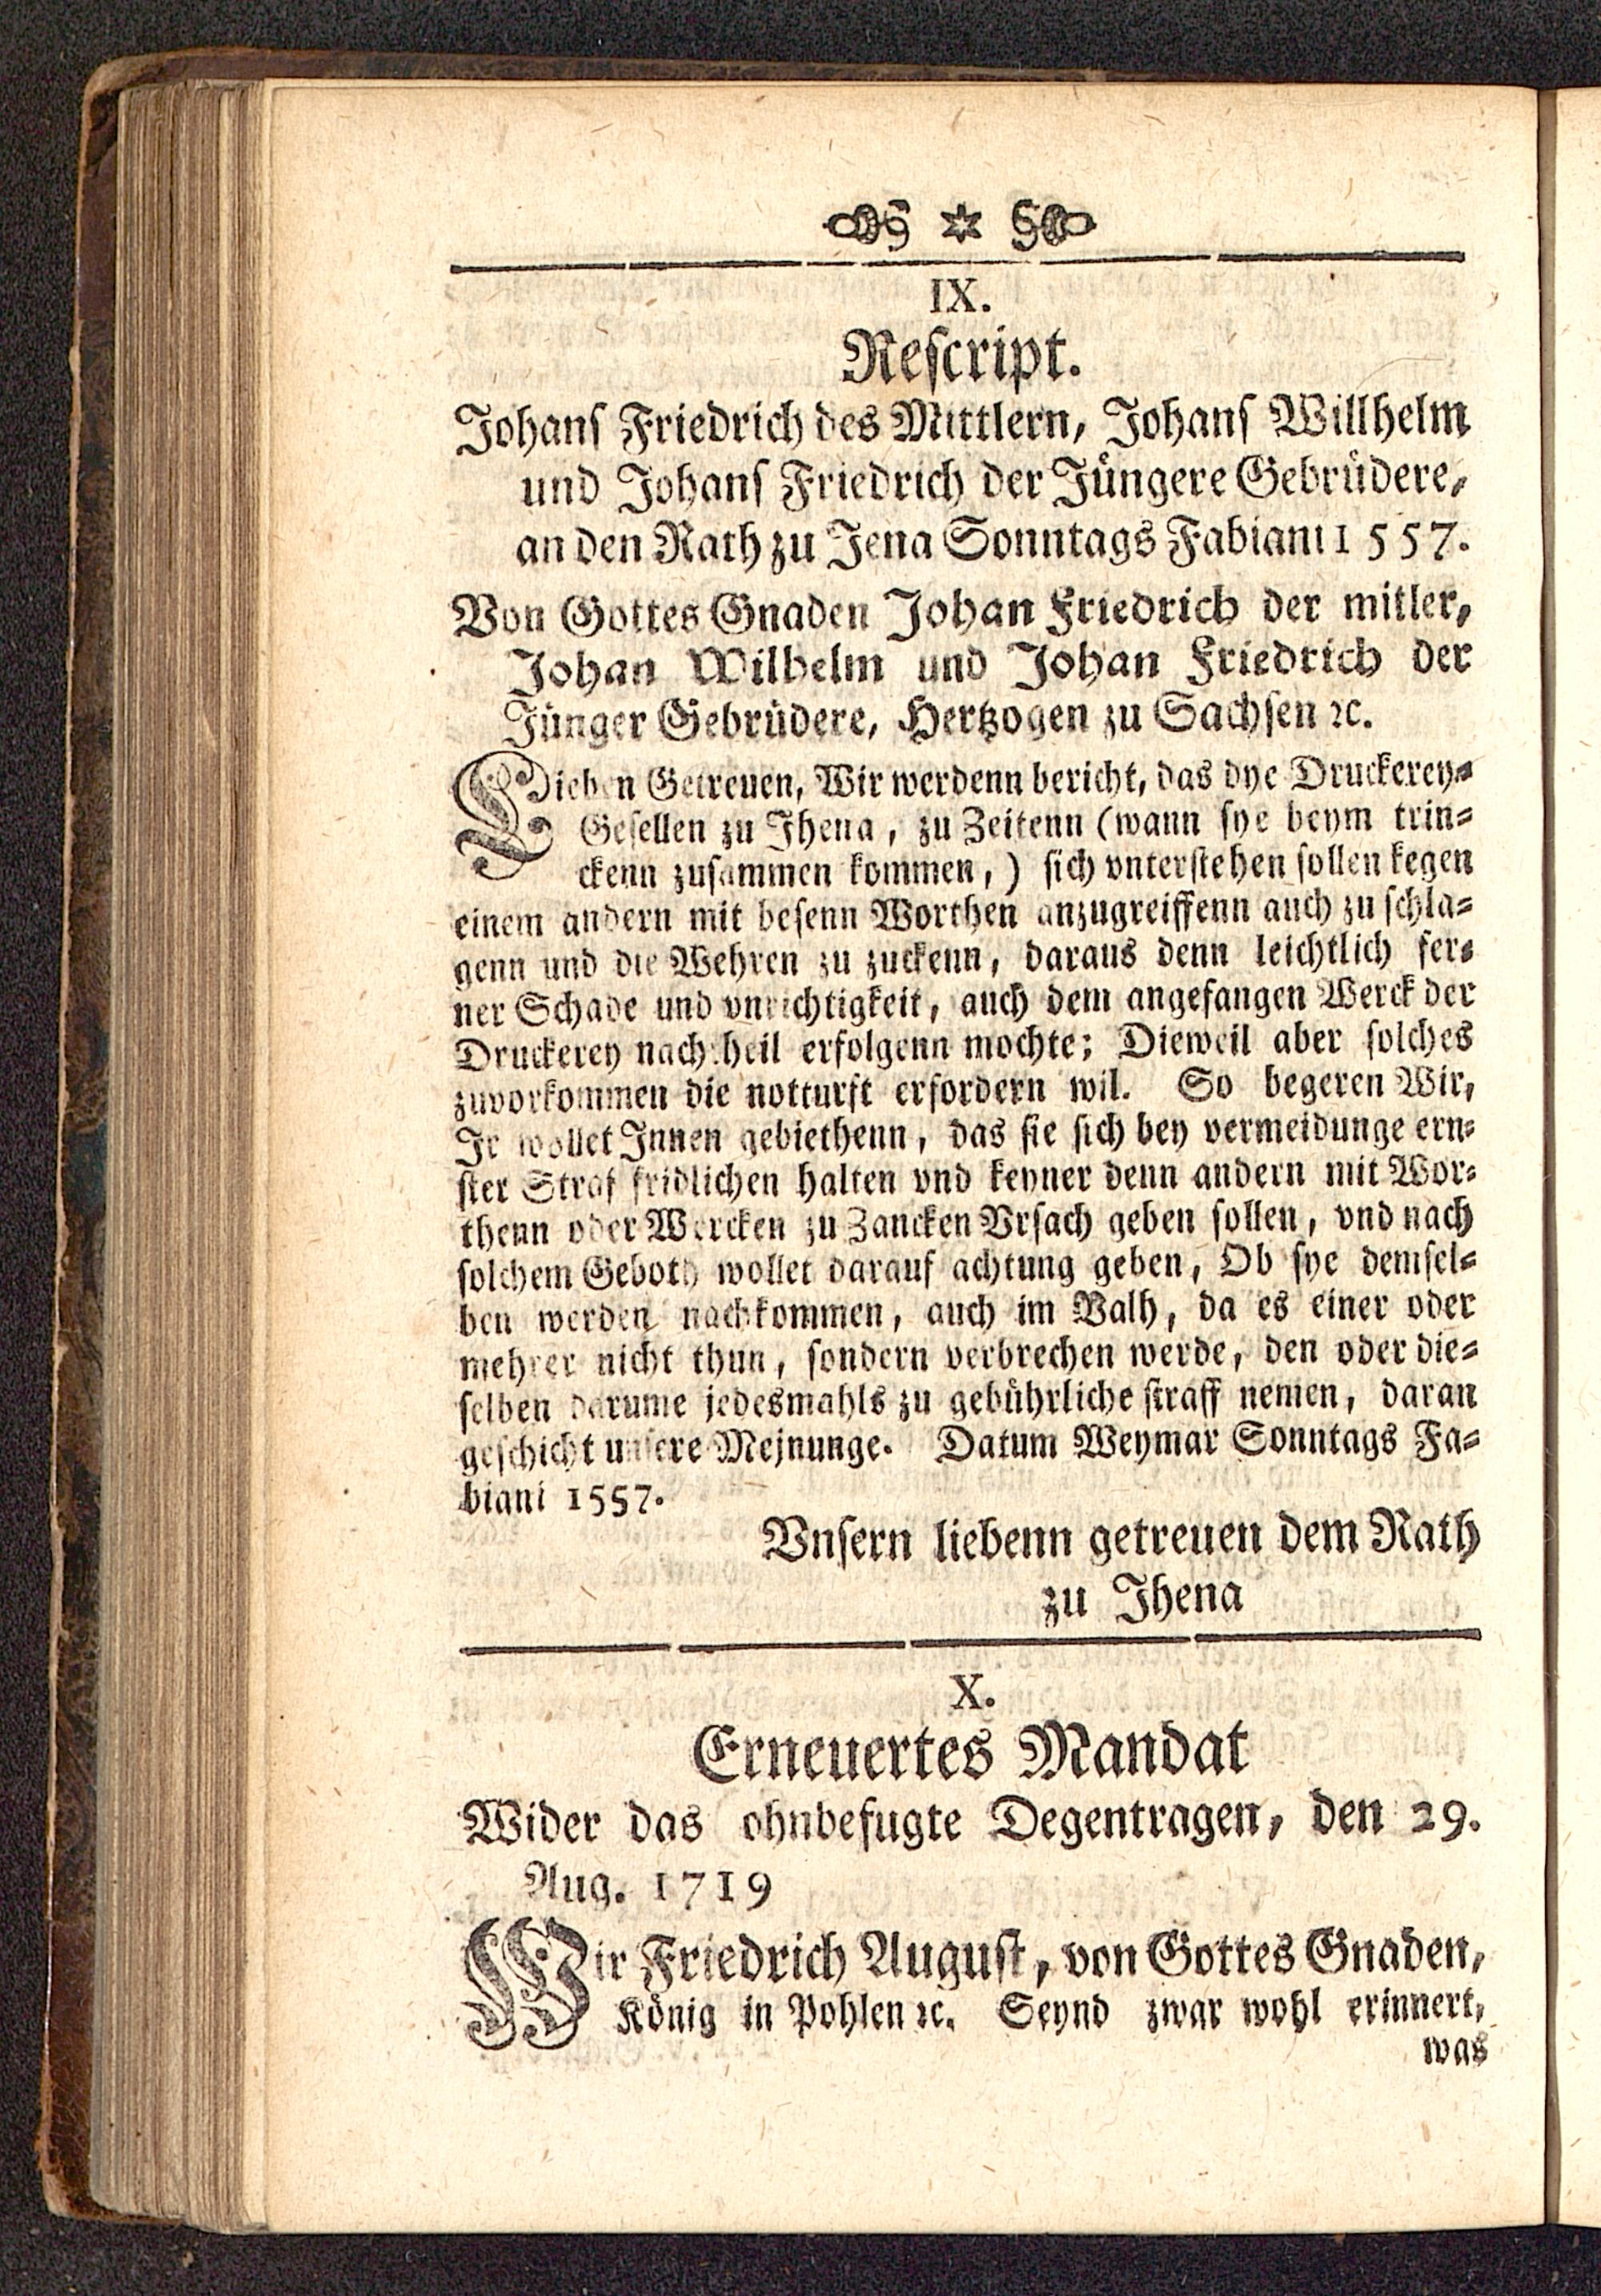 IX.
Rescript.
Johans Friedrich des Mittlern, Johans Willhelm
und Johans Friedrich der Jüngere Gebrüdere,
an den Rath zu Jena Sonntags Fabiani 1557.
Von Gottes Gnaden Johan Friedrich der mitler,
Johan Wilhelm und Johan Friedrich der
Jünger Gebrüdere, Hertzogen zu Sachsen ꝛc.
Lieben Getreuen, Wir werdenn bericht, das dye Druckerey-
Gesellen zu Jhena, zu Zeitenn (wann sye beym trin-
ckenn zusammen kommen,) sich vnterstehen sollen kegen
einem andern mit besenn Worthen anzugreiffenn auch zu schla-
genn und die Wehren zu zuckenn, daraus denn leichtlich fer-
ner Schade und vnrichtigkeit, auch dem angefangen Werck der
Druckerey nachtheil erfolgenn mochte; Dieweil aber solches
zuvorkommen die notturft erfordern wil. So begeren Wir,
Ir wollet Innen gebiethenn, das sie sich bey vermeidunge ern-
ster Straf fridlichen halten vnd keyner denn andern mit Wor-
thenn oder Wercken zu Zancken Vrsach geben sollen, vnd nach
solchem Geboth wollet darauf achtung geben, Ob sye demsel-
ben werden nachkommen, auch im Valh, da es einer oder
mehrer nicht thun, sondern verbrechen werde, den oder die-
selben darume jedesmahls zu gebührliche straff nemen, daran
geschicht unsere Mejnunge. Datum Weymar Sonntags Fa-
biani 1557.
Vnsern liebenn getreuen dem Rath
zu Jhena
X.
Erneuertes Mandat
Wider das ohnbefugte Degentragen, den 29.
Aug. 1719
Wir Friedrich August, von Gottes Gnaden,
König in Pohlen ꝛc. Seynd zwar wohl erinnert,
was